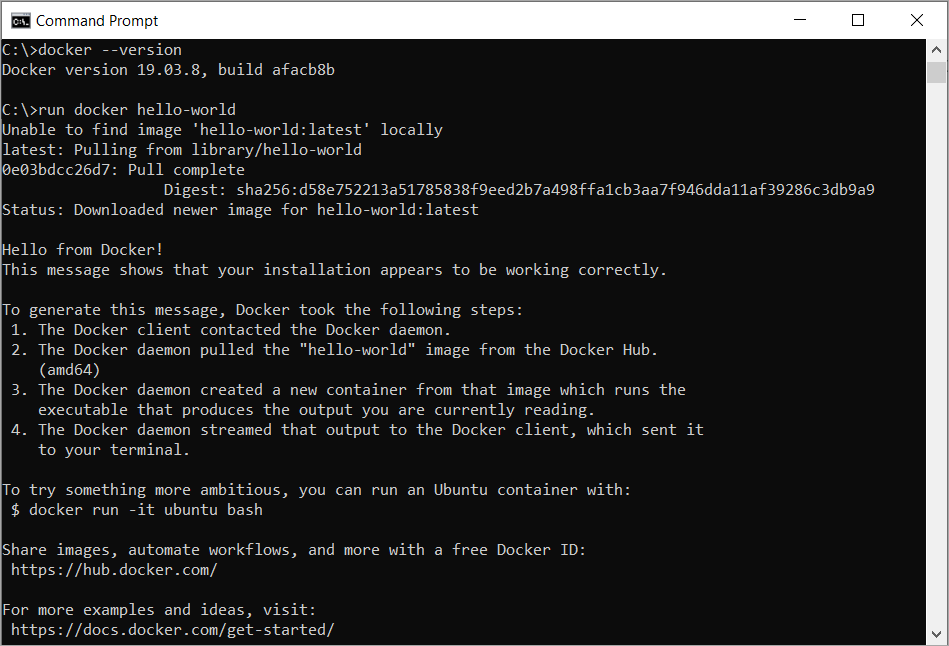 Command Prompt
C:\>docker --version
Docker version 19.03.8, build afacb8b
C:\>run docker hello-world
Unable to find image 'hello-world:latest' locally
latest: Pulling from library/hello-world
0e03bdcc26d7: Pull complete
Digest: sha256:d58e752213a51785838f9eed2b7a498ffa1cb3aa7f946dda11af39286c3db9a9
Status: Downloaded newer image for hello-world:latest
Hello from Docker!
This message shows that your installation appears to be working correctly.
To generate this message, Docker took the following steps:
1. The Docker client contacted the Docker daemon.
2. The Docker daemon pulled the "hello-world" image from the Docker Hub.
(amd64)
3. The Docker daemon created a new container from that image which runs the
executable that produces the output you are currently reading.
4. The Docker daemon streamed that output to the Docker client, which sent it
to your terminal.
To try something more ambitious, you can run an Ubuntu container with:
$ docker run -it ubuntu bash
Share images, automate workflows, and more with a free Docker ID:
https://hub.docker.com/
For more examples and ideas, visit:
https://docs.docker.com/get-started/